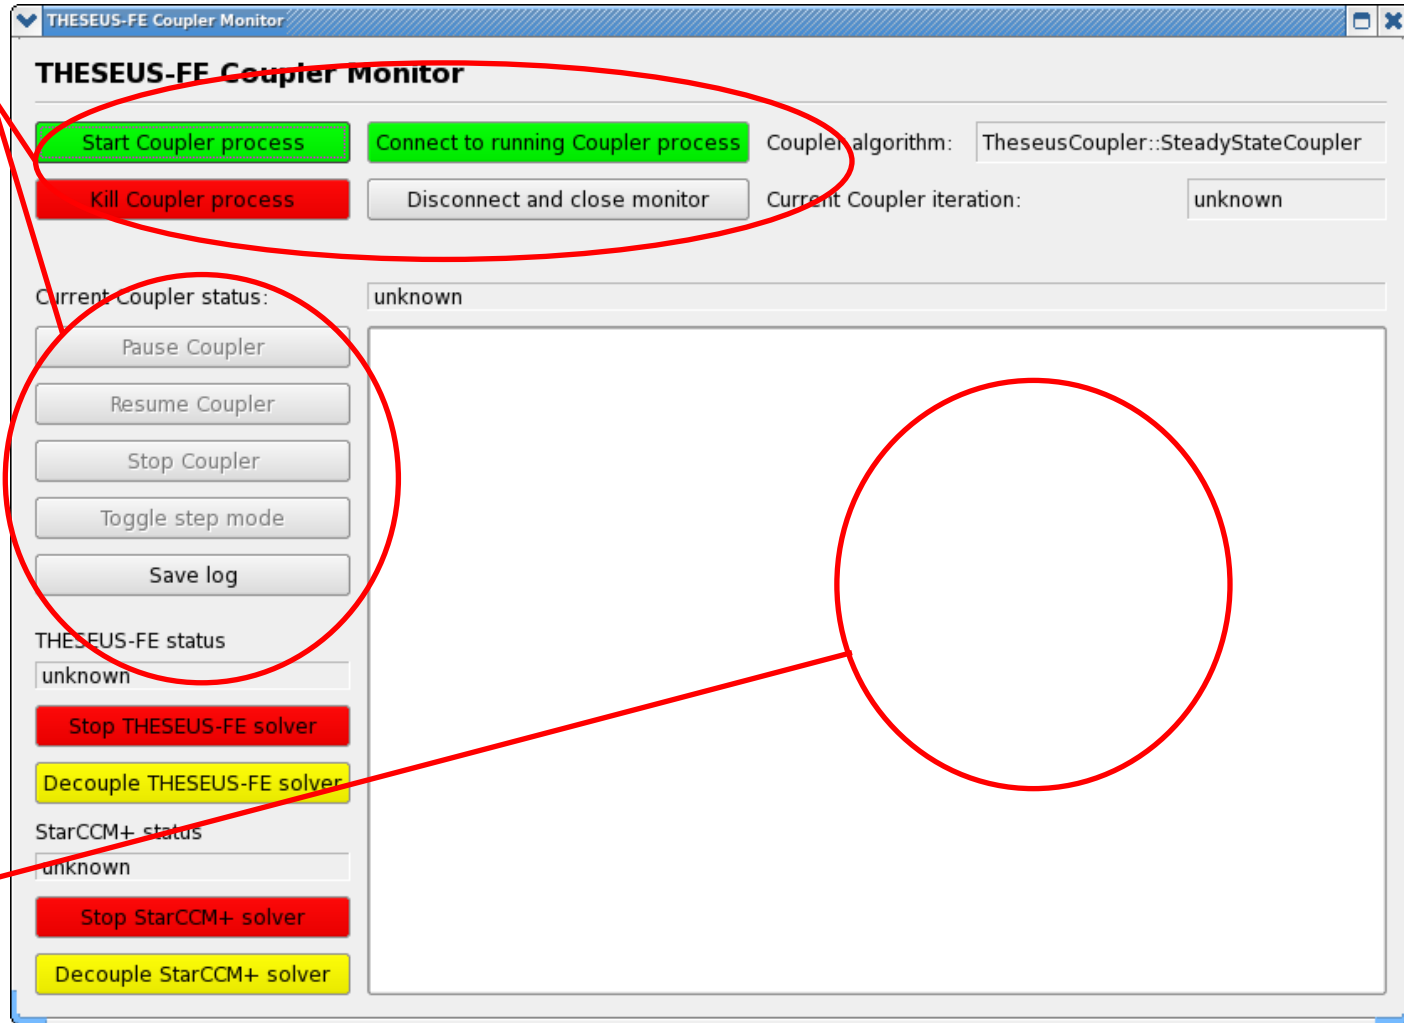 THESEUS-FE Coupler Monitor
THESEUS-FE Coupler Monitor
Start Coupler process
Connect to running Coupler process
Coupler algorithm:
TheseusCoupler::SteadyStateCoupler
Kill Coupler process
Disconnect and close monitor
Current Coupler iteration:
unknown
Current Coupler status:
unknown
Pause Coupler
Resume Coupler
Stop Coupler
Toggle step mode
Save log
THESEUS-FE status
unknown
Stop THESEUS-FE solver
Decouple THESEUS-FE solver
StarCCM+ status
unknown
Stop StarCCM+ solver
Decouple StarCCM+ solver